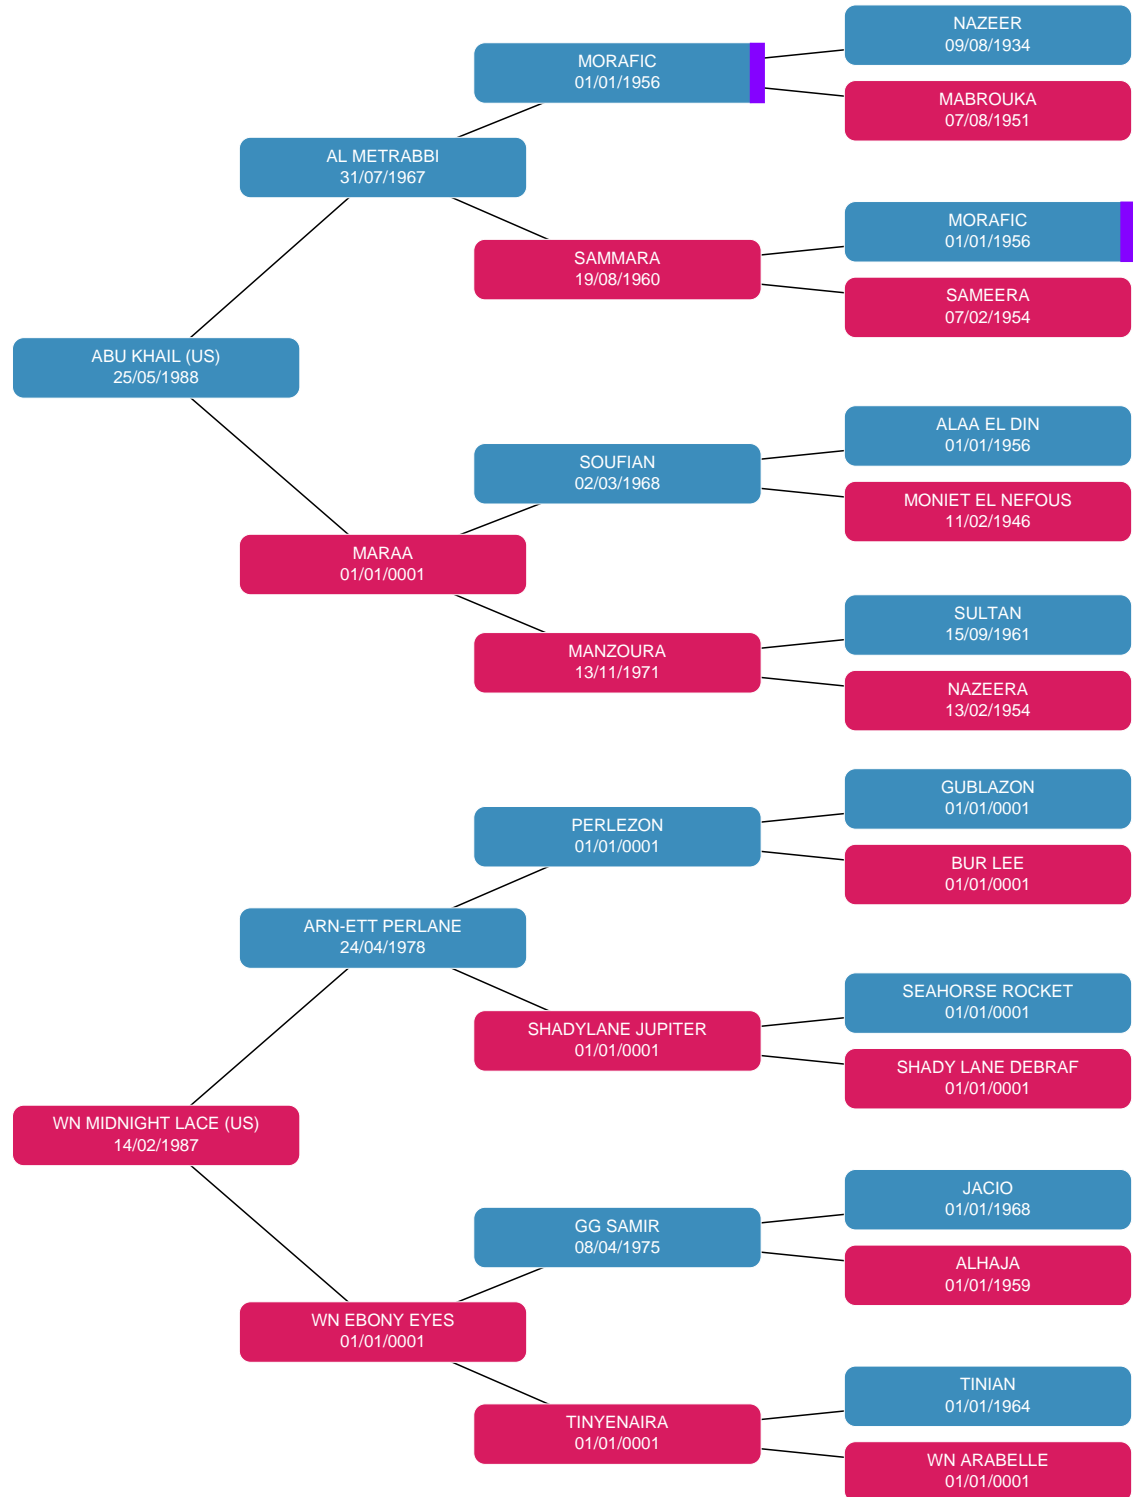 NAZEER
09/08/1934
MORAFIC
01/01/1956
MABROUKA
07/08/1951
AL METRABBI
31/07/1967
MORAFIC
01/01/1956
SAMMARA
19/08/1960
SAMEERA
07/02/1954
ABU KHAIL (US)
25/05/1988
ALAA EL DIN
01/01/1956
SOUFIAN
02/03/1968
MONIET EL NEFOUS
11/02/1946
MARAA
01/01/0001
SULTAN
15/09/1961
MANZOURA
13/11/1971
NAZEERA
13/02/1954
GUBLAZON
01/01/0001
PERLEZON
01/01/0001
BUR LEE
01/01/0001
ARN-ETT PERLANE
24/04/1978
SEAHORSE ROCKET
01/01/0001
SHADYLANE JUPITER
01/01/0001
SHADY LANE DEBRAF
01/01/0001
WN MIDNIGHT LACE (US)
14/02/1987
JACIO
01/01/1968
GG SAMIR
08/04/1975
ALHAJA
01/01/1959
WN EBONY EYES
01/01/0001
TINIAN
01/01/1964
TINYENAIRA
01/01/0001
WN ARABELLE
01/01/0001